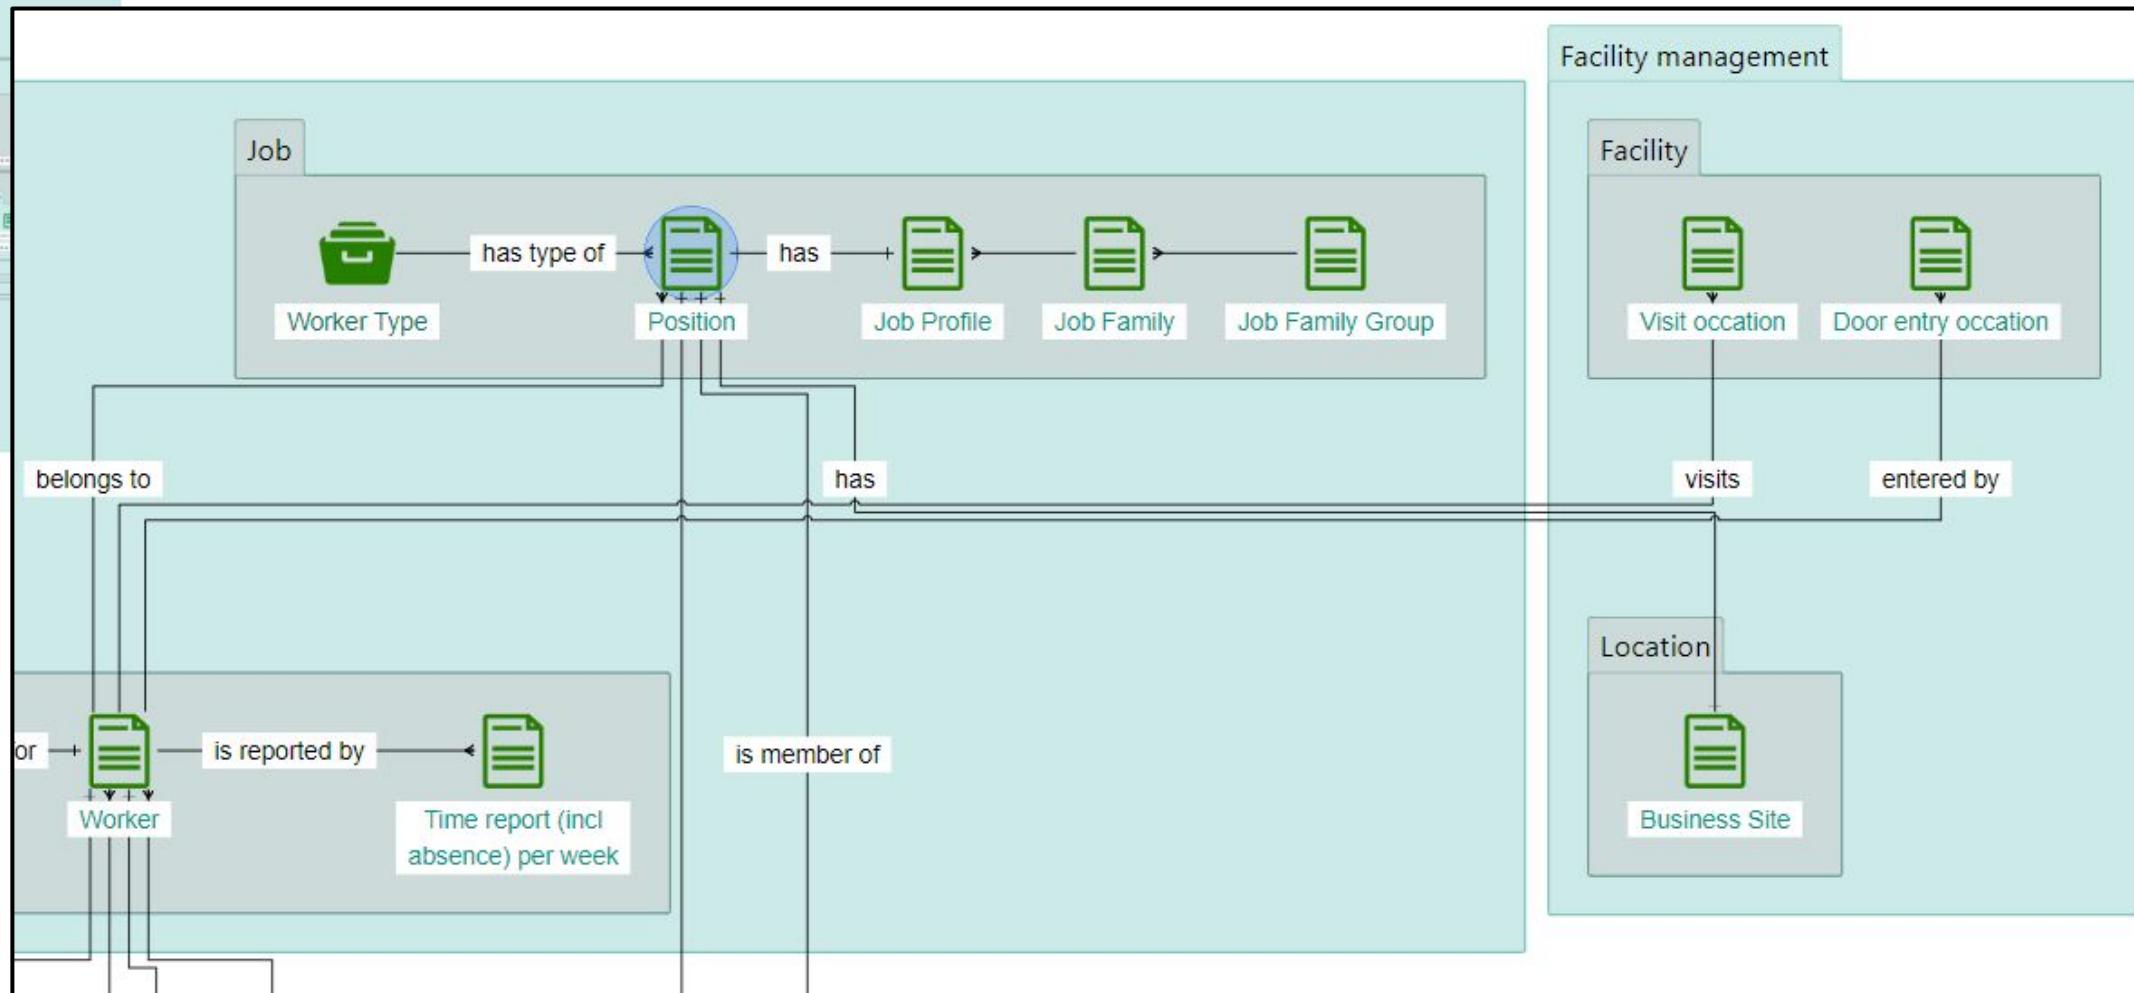 Facility management
Job
Facility
has type of
has
Worker Type
Position
Job Profile
Job Family
Job Family Group
Visit occation
Door entry occation
belongs to
has
visits
entered by
Location
or
is reported by
is member of
Worker
Time report (incl
absence) per week
Business Site